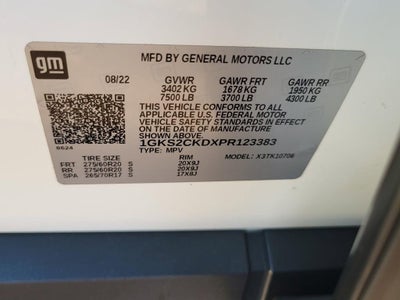 gm
MFD BY GENERAL MOTORS LLC
08/22 GVWR GAWR FRT GAWR RR
3402 KG 1678 KG 1950 KG
7500 LB 3700 LB 4300 LB
THIS VEHICLE CONFORMS TO ALL
APPLICABLE U.S. FEDERAL MOTOR
VEHICLE SAFETY STANDARDS IN EFFECT ON
THE DATE OF MANUFACTURE
SHOWN ABOVE.
1GKS2CKDXPR123383
6624 TYPE: MPV MODEL: X3TK10706
TIRE SIZE RIM
FRT 275/60R20 S 20X9J
RR 275/60R20 S 20X9J
SPA 265/70R17 S 17X8J